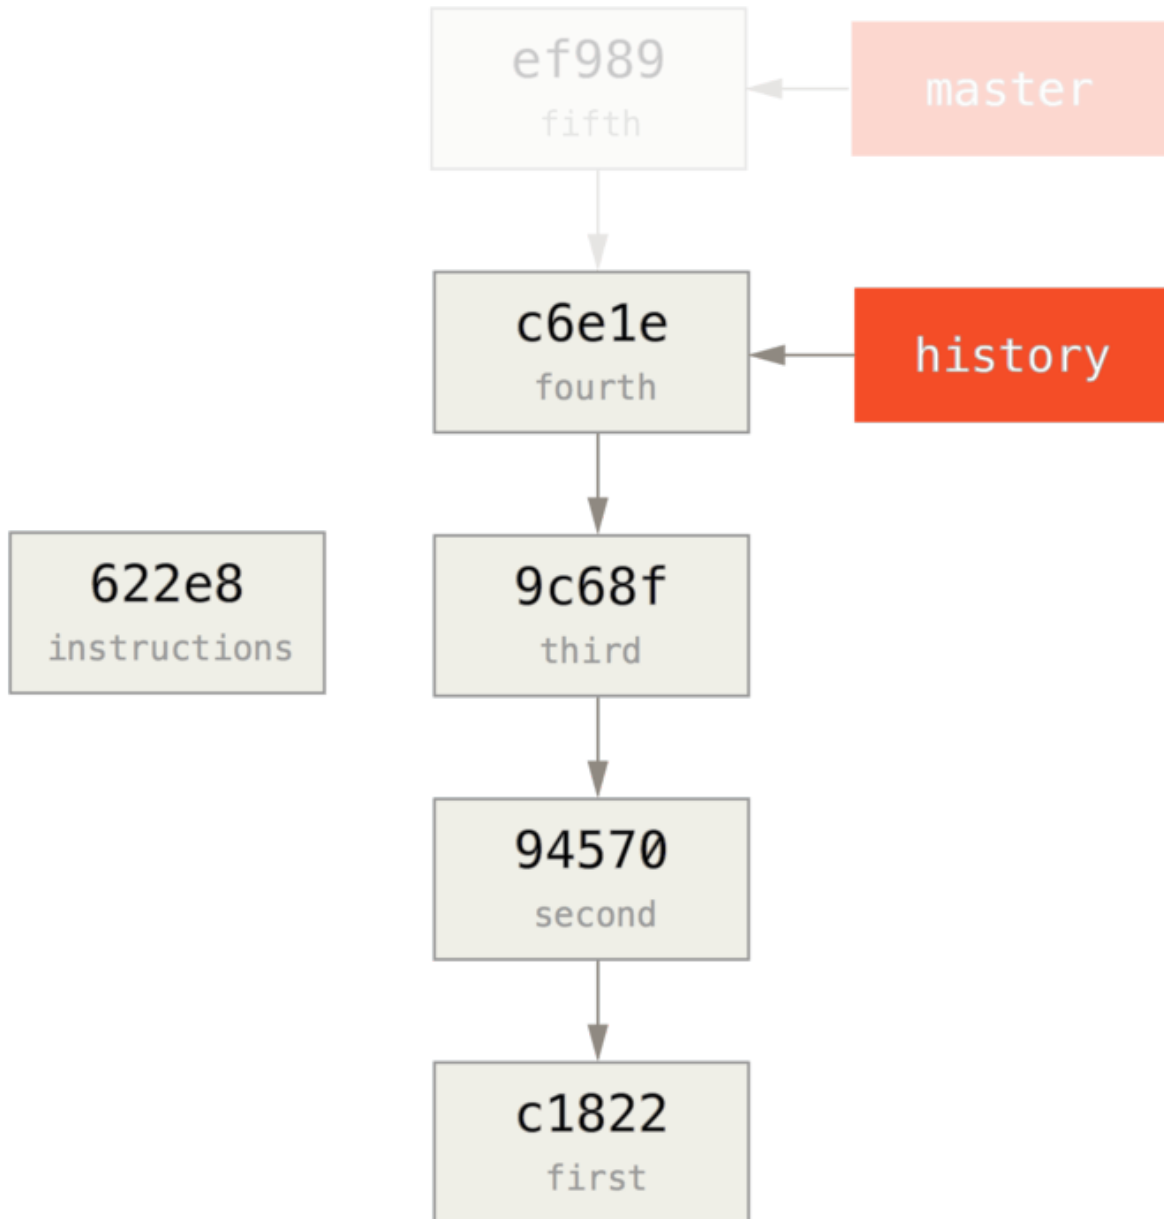 ef989
fifth
master
c6e1e
fourth
history
622e8
instructions
9c68f
third
94570
second
c1822
first